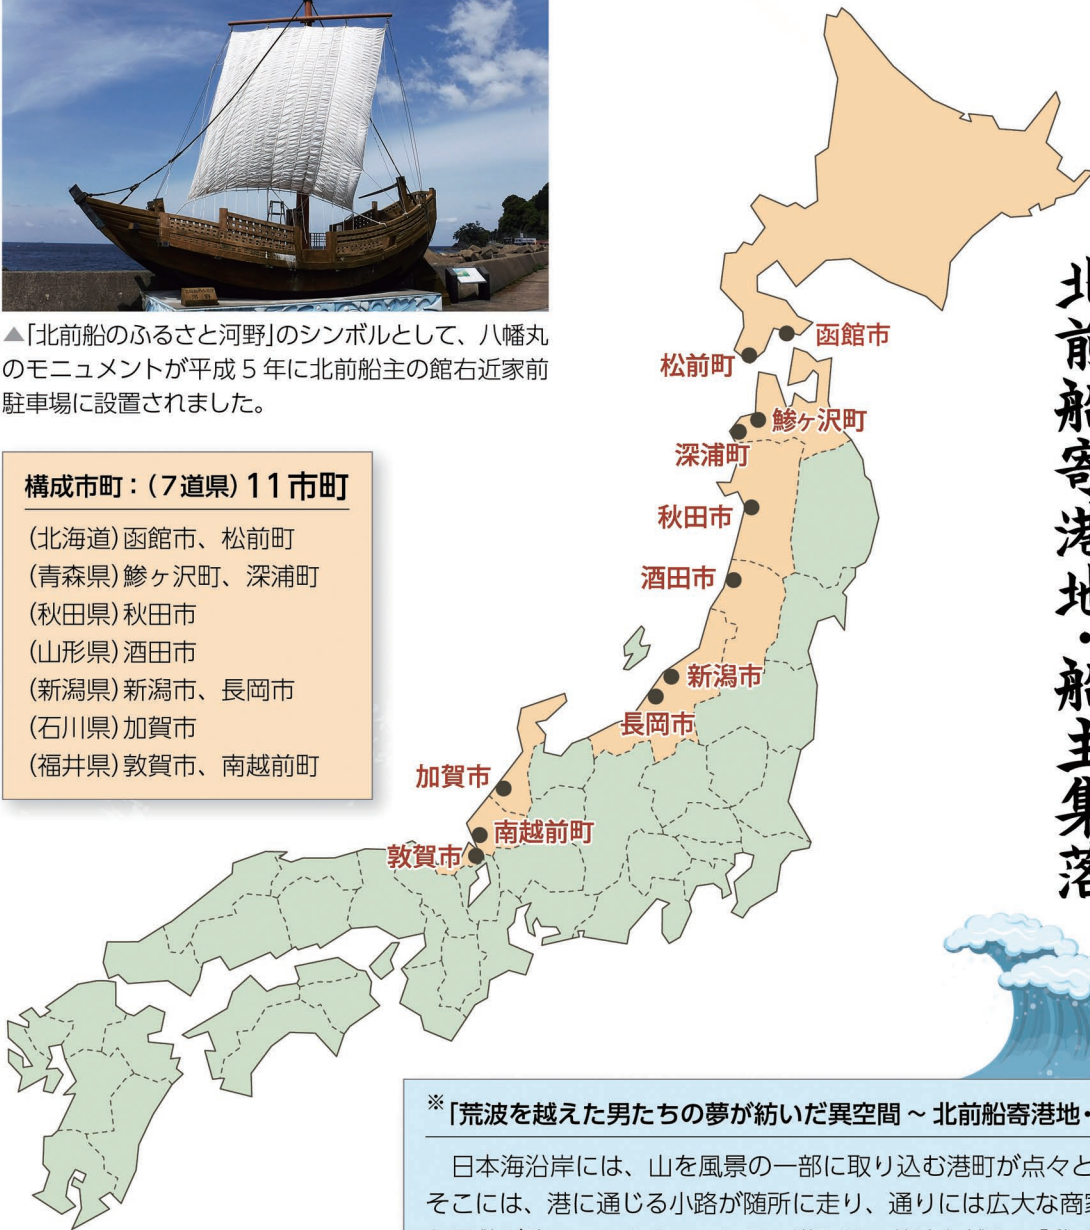 ▲「北前船のふるさと河野」のシンボルとして、八幡丸
のモニュメントが平成5年に北前船主の館右近家前
駐車場に設置されました。
構成市町：(7道県) 11市町
(北海道)函館市、松前町
(青森県)鰺ヶ沢町、深浦町
(秋田県)秋田市
(山形県)酒田市
(新潟県)新潟市、長岡市
(石川県)加賀市
(福井県)敦賀市、南越前町
函館市
松前町
鰺ヶ沢町
深浦町
秋田市
酒田市
新潟市
長岡市
加賀市
南越前町
敦賀市
北前船寄港地・船主集落
※「荒波を越えた男たちの夢が紡いだ異空間 ~ 北前船寄港地・
日本海沿岸には、山を風景の一部に取り込む港町が点々と
そこには、港に通じる小路が随所に走り、通りには広大な商家